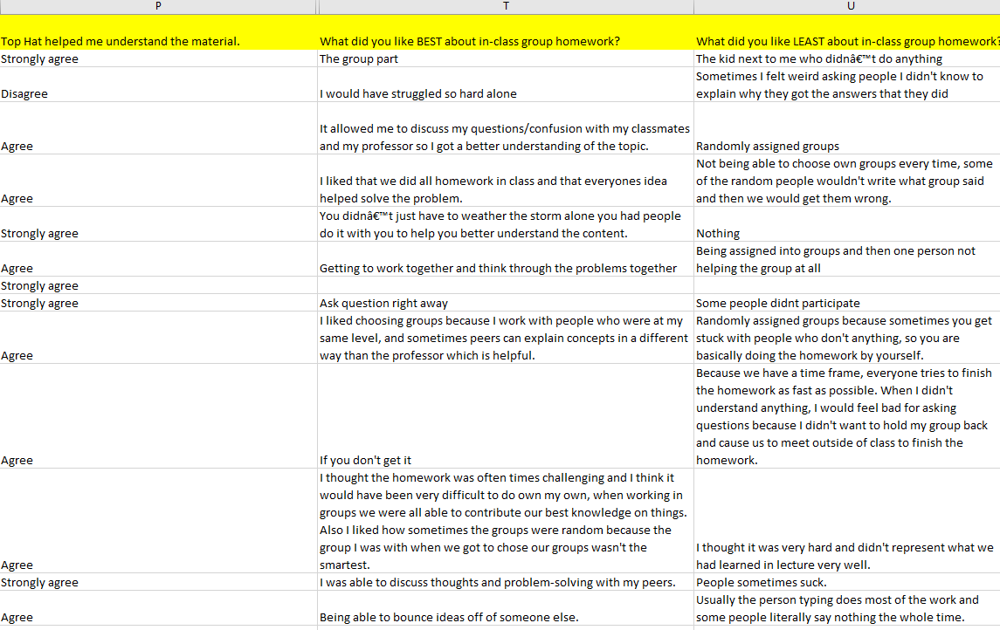 P T U
Top Hat helped me understand the material. What did you like BEST about in-class group homework? What did you like LEAST about in-class group homework?
Strongly agree The group part The kid next to me who didnâ€™t do anything
Sometimes I felt weird asking people I didn't know to
Disagree I would have struggled so hard alone explain why they got the answers that they did
It allowed me to discuss my questions/confusion with my classmates
Agree and my professor so I got a better understanding of the topic. Randomly assigned groups
Not being able to choose own groups every time, some
I liked that we did all homework in class and that everyones idea of the random people wouldn't write what group said
Agree helped solve the problem. and then we would get them wrong.
You didnâ€™t just have to weather the storm alone you had people
Strongly agree do it with you to help you better understand the content. Nothing
Being assigned into groups and then one person not
Agree Getting to work together and think through the problems together helping the group at all
Strongly agree
Strongly agree Ask question right away Some people didnt participate
I liked choosing groups because I work with people who were at my Randomly assigned groups because sometimes you get
same level, and sometimes peers can explain concepts in a different stuck with people who don't anything, so you are
Agree way than the professor which is helpful. basically doing the homework by yourself.
Because we have a time frame, everyone tries to finish
the homework as fast as possible. When I didn't
understand anything, I would feel bad for asking
questions because I didn't want to hold my group back
and cause us to meet outside of class to finish the
Agree If you don't get it homework.
I thought the homework was often times challenging and I think it
would have been very difficult to do own my own, when working in
groups we were all able to contribute our best knowledge on things.
Also I liked how sometimes the groups were random because the
group I was with when we got to chose our groups wasn't the I thought it was very hard and didn't represent what we
Agree smartest. had learned in lecture very well.
Strongly agree I was able to discuss thoughts and problem-solving with my peers. People sometimes suck.
Usually the person typing does most of the work and
Agree Being able to bounce ideas off of someone else. some people literally say nothing the whole time.